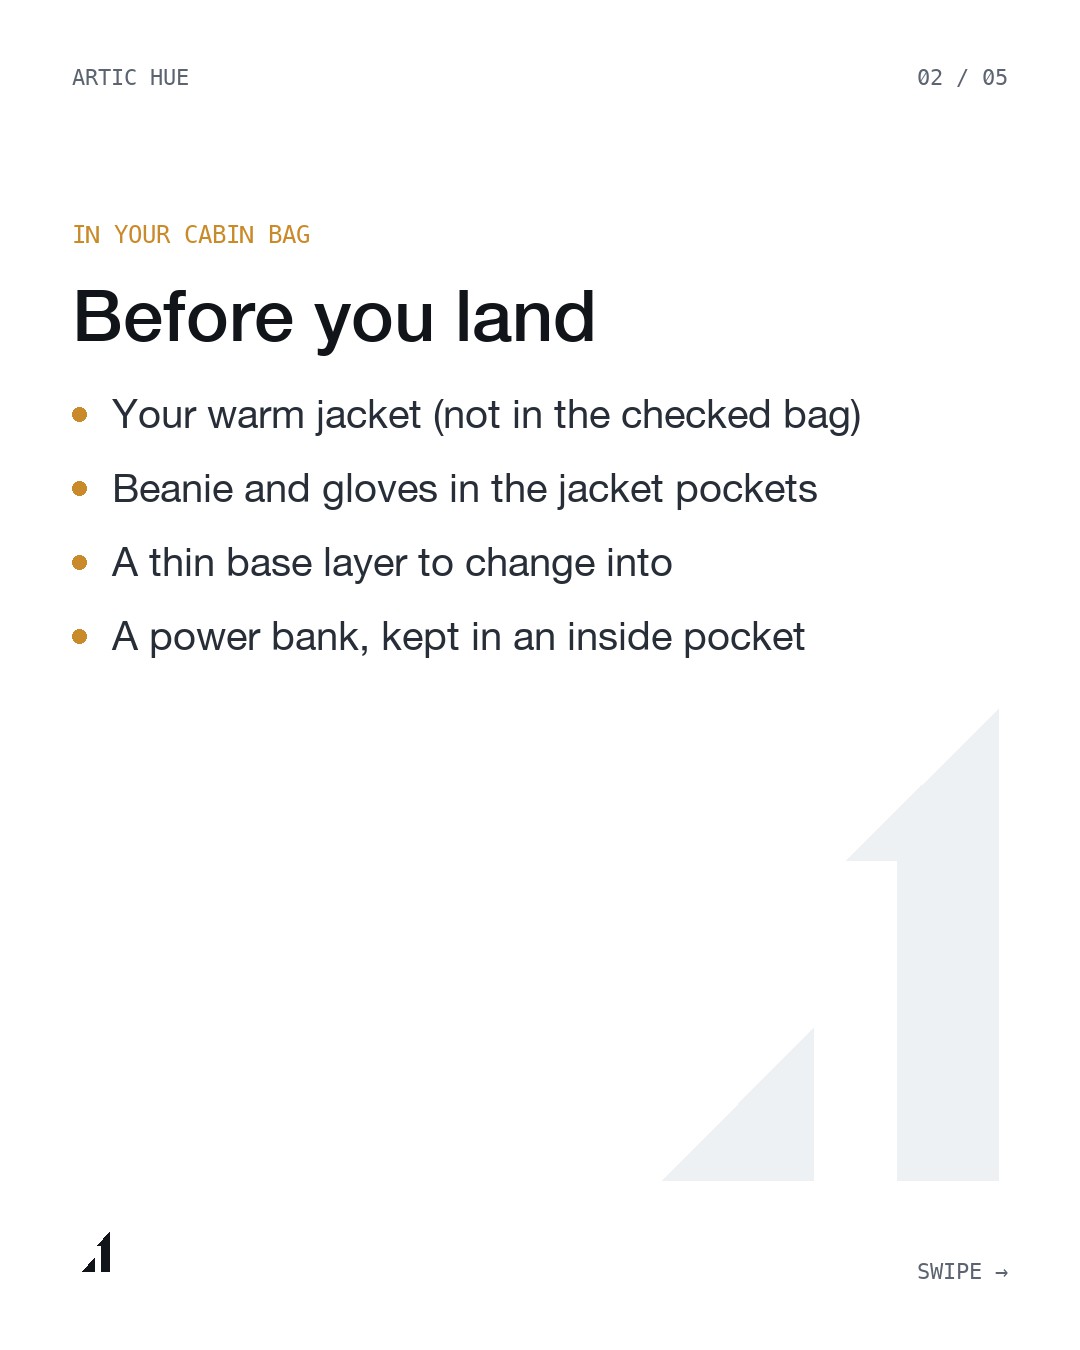 ARTIC HUE
02 / 05
IN YOUR CABIN BAG
Before you land
Your warm jacket (not in the checked bag)
Beanie and gloves in the jacket pockets
A thin base layer to change into
A power bank, kept in an inside pocket
SWIPE →